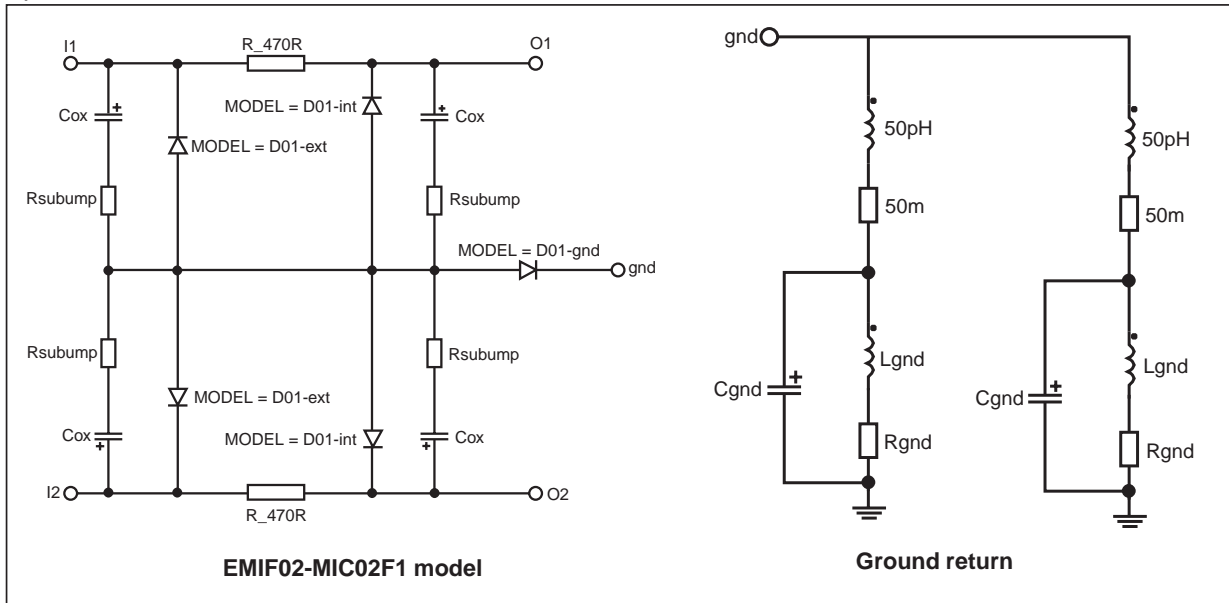 I1
R_470R
O1
Cox
MODEL = D01-int
Cox
MODEL = D01-ext
Rsubump
Rsubump
MODEL = D01-gnd
gnd
Rsubump
Rsubump
MODEL = D01-ext
Cox
MODEL = D01-int
Cox
I2
R_470R
O2
EMIF02-MIC02F1 model
gnd
50pH
50pH
50m
50m
Lgnd
Lgnd
Cgnd
Cgnd
Rgnd
Rgnd
Ground return